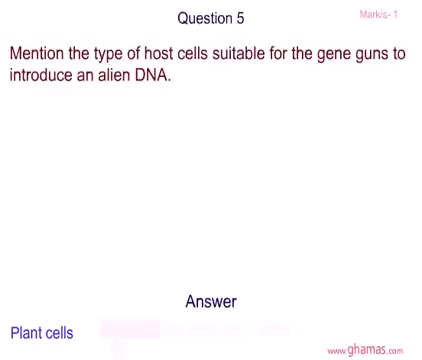 Question 5
Marks- 1
Mention the type of host cells suitable for the gene guns to
introduce an alien DNA.
Answer
Plant cells
www.ghamas.com